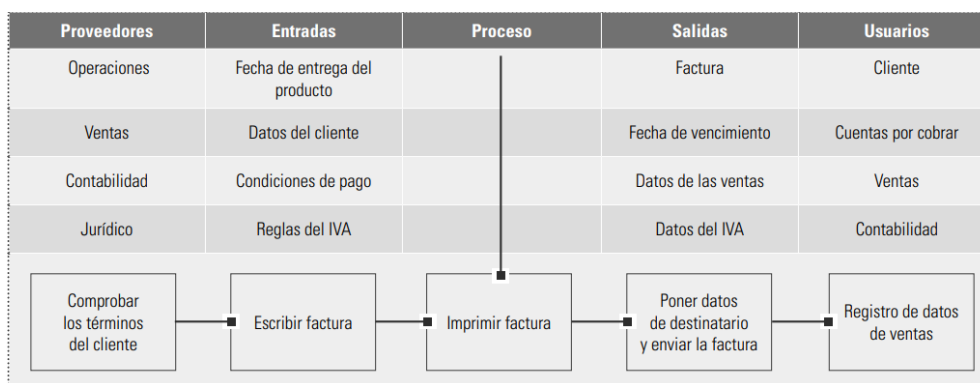 Proveedores Entradas Proceso Salidas Usuarios
Operaciones Fecha de entrega del Factura Cliente
producto
Ventas Datos del cliente Fecha de vencimiento Cuentas por cobrar
Contabilidad Condiciones de pago Datos de las ventas Ventas
Jurídico Reglas del IVA Datos del IVA Contabilidad
Comprobar
los términos
del cliente
Escribir factura
Imprimir factura
Poner datos
de destinatario
y enviar la factura
Registro de datos
de ventas